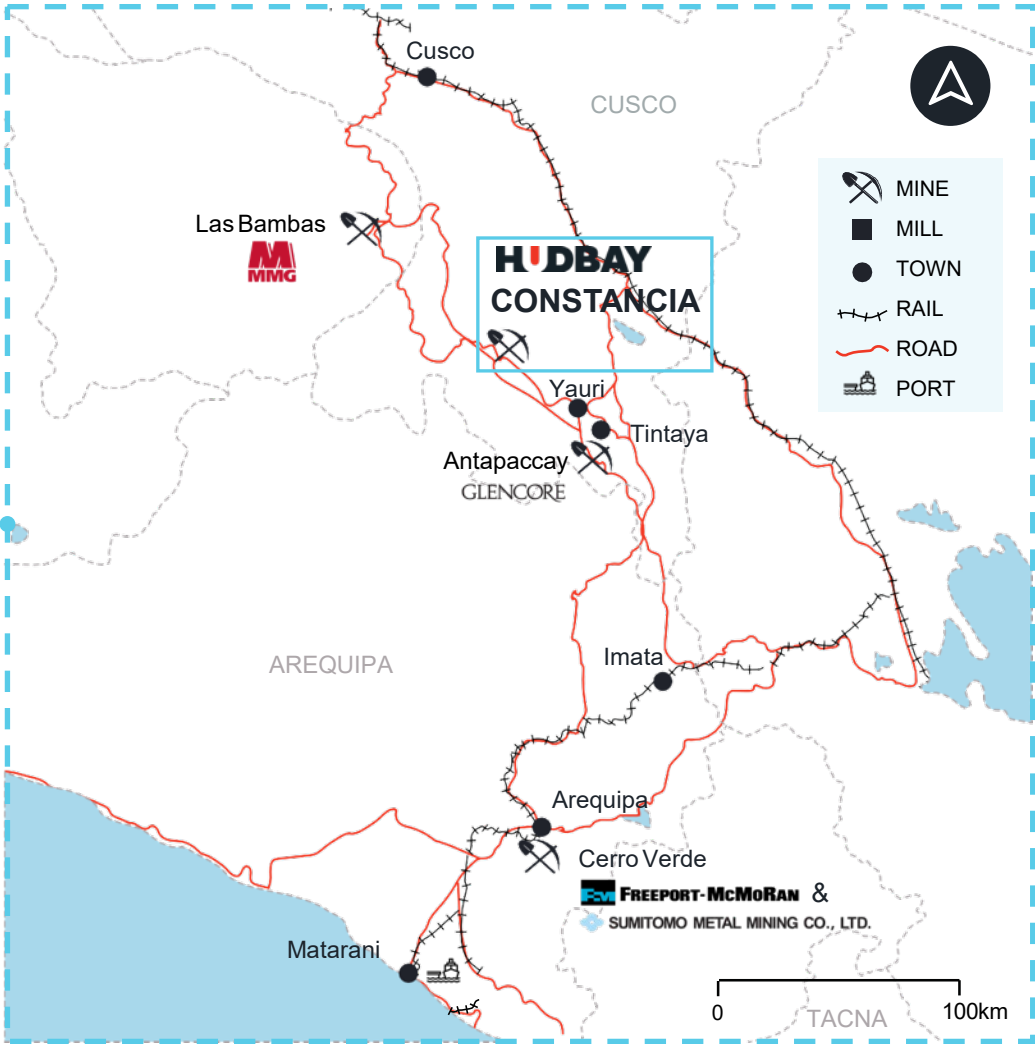 Cusco
CUSCO
MINE
MILL
TOWN
RAIL
ROAD
PORT
Las Bambas
MMG
HUDBAY
CONSTANCIA
Yauri
Tintaya
Antapaccay
GLENCORE
AREQUIPA
Imata
Arequipa
Cerro Verde
FCX FREEPORT-McMoRAN &
SUMITOMO METAL MINING CO., LTD.
Matarani
0
100km
TACNA